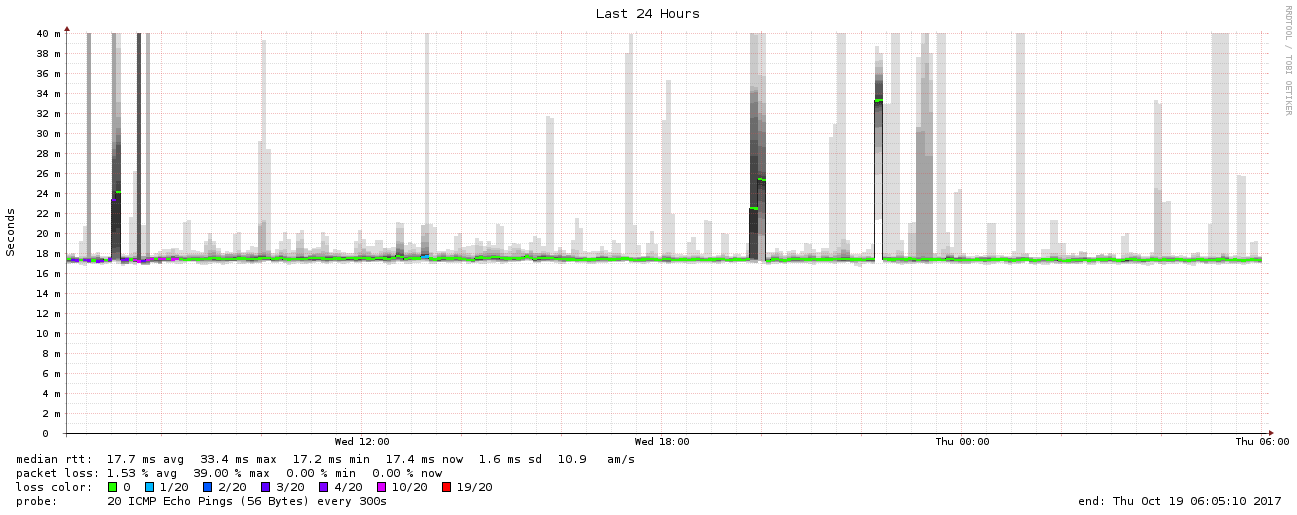 Last 24 Hours
RRDTOOL / TOBI OETIKER
Seconds
40 m
38 m
36 m
34 m
32 m
30 m
28 m
26 m
24 m
22 m
20 m
18 m
16 m
14 m
12 m
10 m
8 m
6 m
4 m
2 m
0
Wed 12:00 Wed 18:00 Thu 00:00 Thu 06:00
median rtt: 17.7 ms avg 33.4 ms max 17.2 ms min 17.4 ms now 1.6 ms sd 10.9 am/s
packet loss: 1.53 % avg 39.00 % max 0.00 % min 0.00 % now
loss color: 0 1/20 2/20 3/20 4/20 10/20 19/20
probe: 20 ICMP Echo Pings (56 Bytes) every 300s end: Thu Oct 19 06:05:10 2017